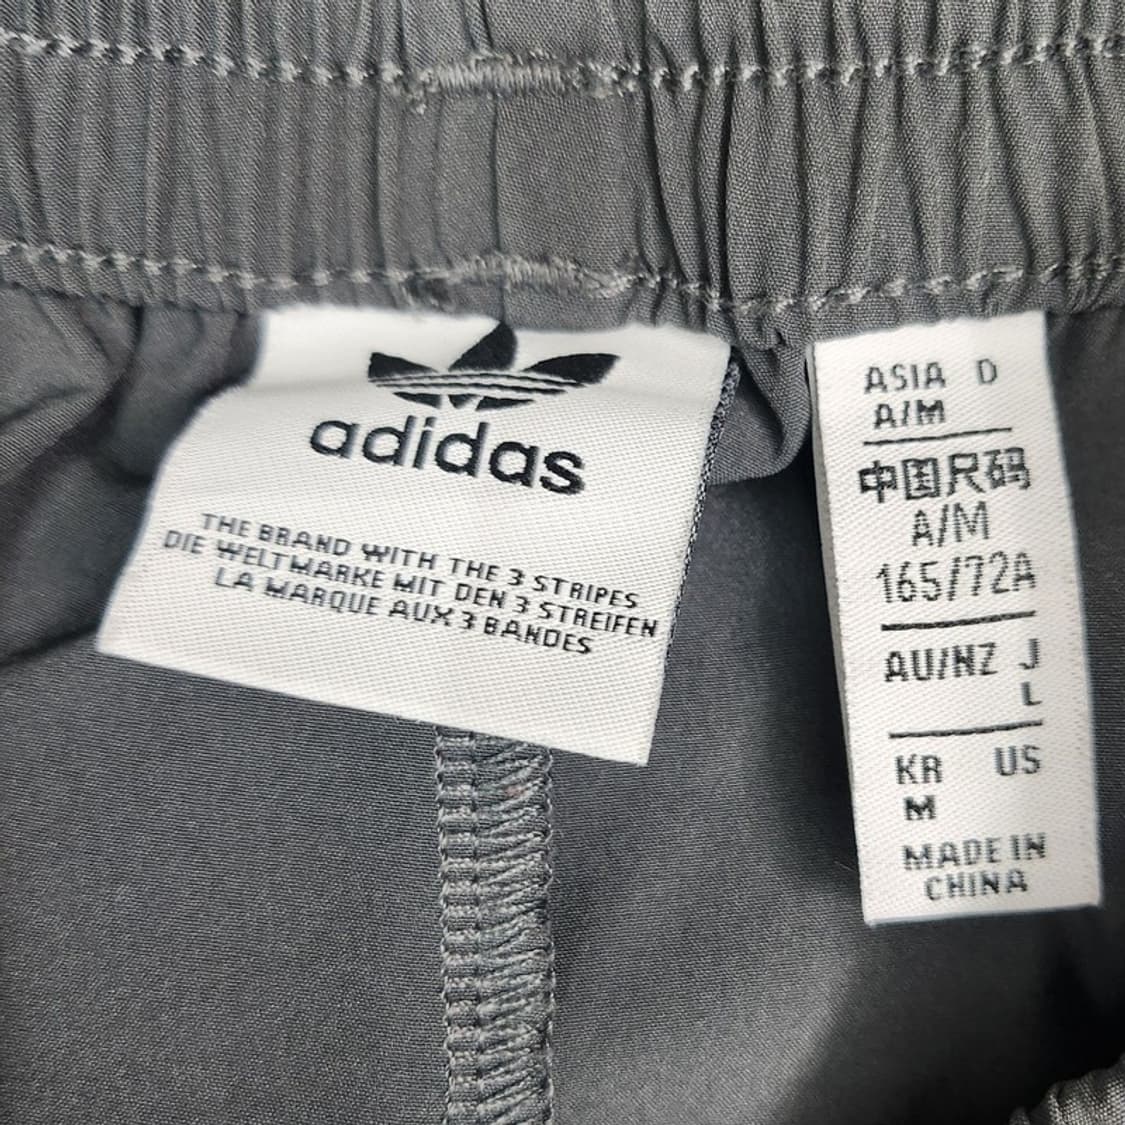 adidas
THE BRAND WITH THE 3 STRIPES
DIE WELTMARKE MIT DEN 3 STREIFEN
LA MARQUE AUX 3 BANDES
ASIA D
A/M
中国尺码
A/M
165/72A
AU/NZ J
L
KR US
M
MADE IN
CHINA